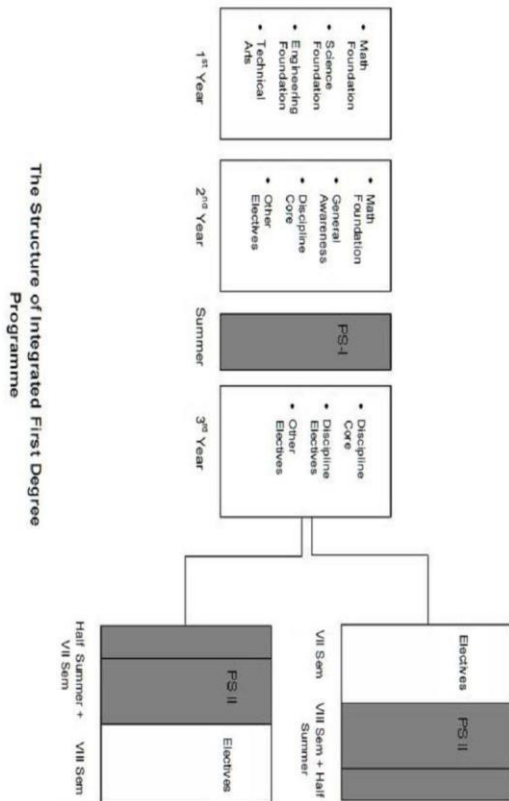 • Math
Foundation
• Science
Foundation
• Engineering
Foundation
• Technical
Arts
1st Year
• Math
Foundation
• General
Awareness
• Discipline
Core
• Other
Electives
2nd Year
PS-I
Summer
• Discipline
Core
• Discipline
Electives
• Other
Electives
3rd Year
Electives
PS II
VII Sem
VIII Sem + Half
Summer
PS II
Electives
Half Summer +
VII Sem
VIII Sem
The Structure of Integrated First Degree
Programme